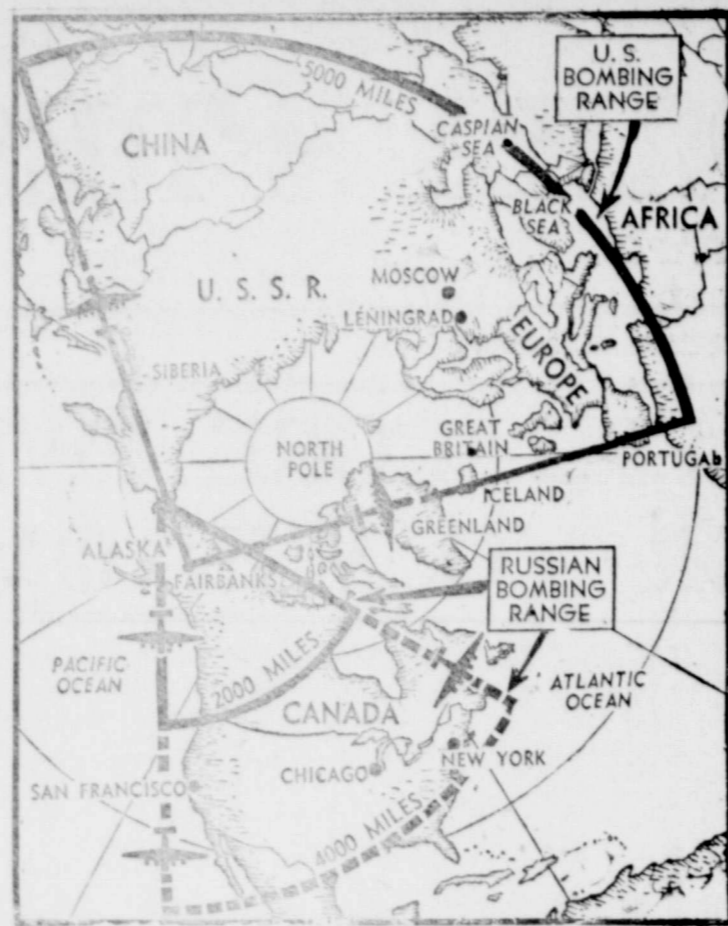 U. S.
BOMBING
RANGE
5000 MILES
CHINA
CASPIAN
SEA
BLACK
SEA
AFRICA
U. S. S. R.
MOSCOW
LENINGRAD
EUROPE
SIBERIA
NORTH
POLE
GREAT
BRITAIN
PORTUGAL
ICELAND
GREENLAND
ALASKA
FAIRBANKS
RUSSIAN
BOMBING
RANGE
PACIFIC
OCEAN
2000 MILES
CANADA
ATLANTIC
OCEAN
NEW YORK
CHICAGO
SAN FRANCISCO
4000 MILES